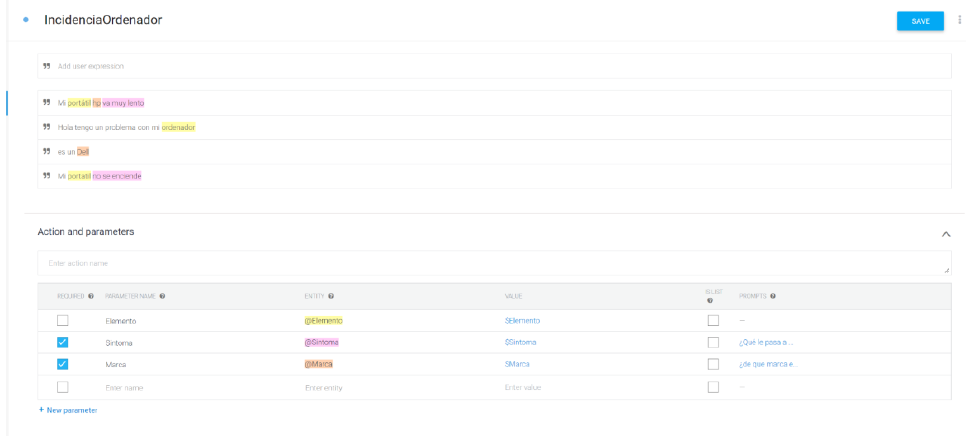 IncidenciaOrdenador
SAVE
Add user expression
Mi portátil hp va muy lento
Hola tengo un problema con mi ordenador
es un Dell
Mi portatil no se enciende
Action and parameters
Enter action name
REQUIRED PARAMETER NAME ENTITY VALUE IS LIST PROMPTS
Elemento @Elemento $Elemento —
Sintoma @Sintoma $Sintoma ¿Qué le pasa a ...
Marca @Marca $Marca ¿de que marca e...
Enter name Enter entity Enter value —
+ New parameter